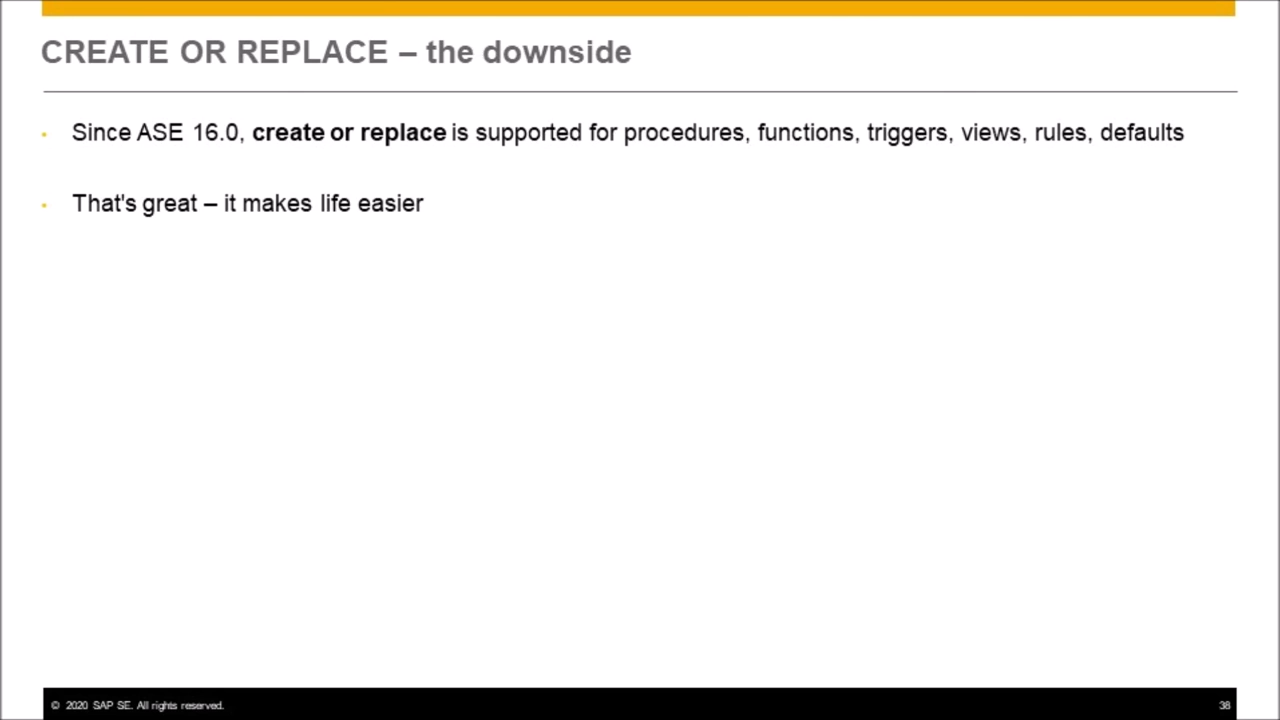 CREATE OR REPLACE – the downside
• Since ASE 16.0, create or replace is supported for procedures, functions, triggers, views, rules, defaults
• That's great – it makes life easier
© 2020 SAP SE. All rights reserved.
38